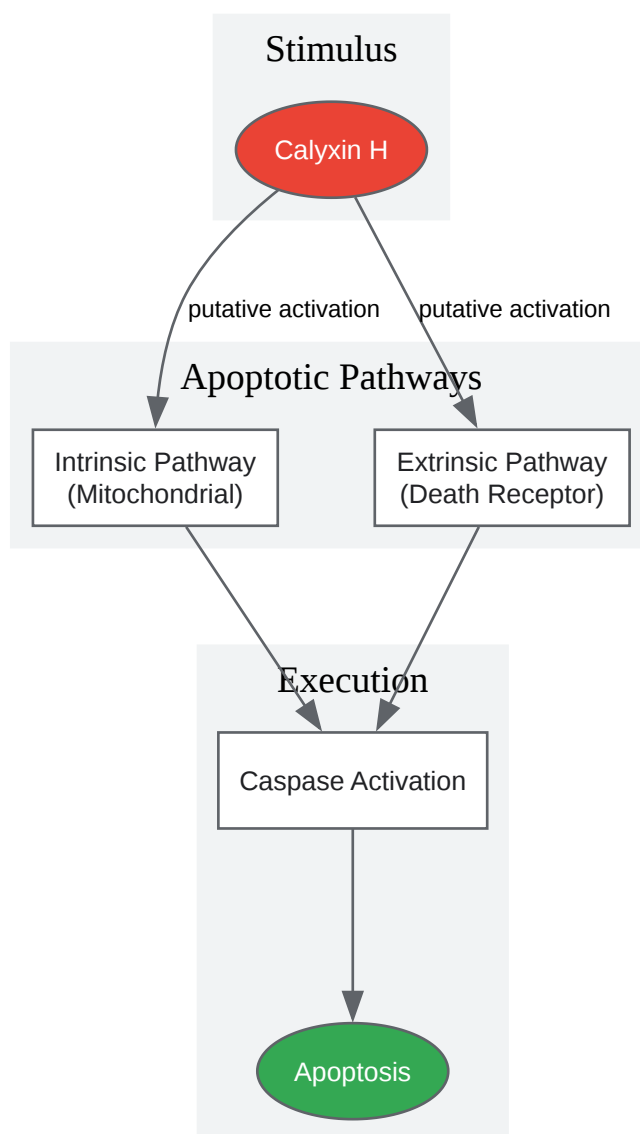 Stimulus
Calyxin H
putative activation
putative activation
Apoptotic Pathways
Intrinsic Pathway
(Mitochondrial)
Extrinsic Pathway
(Death Receptor)
Execution
Caspase Activation
Apoptosis